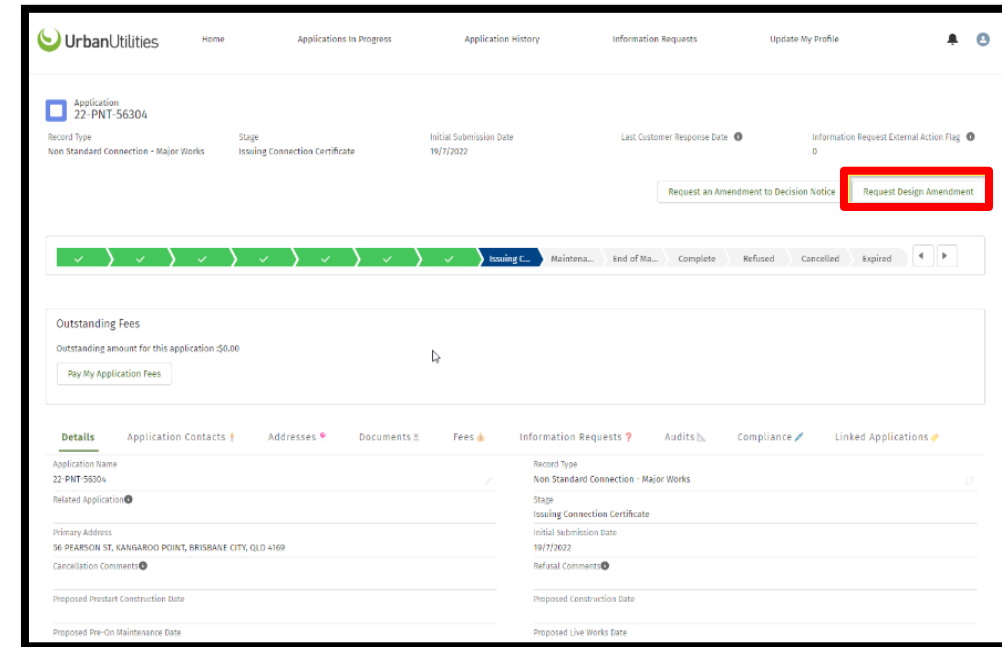 UrbanUtilities Home Applications In Progress Application History Information Requests Update My Profile
Application
22-PNT-56304
Record Type Stage Initial Submission Date Last Customer Response Date Information Request External Action Flag
Non Standard Connection - Major Works Issuing Connection Certificate 19/7/2022 0
Request an Amendment to Decision Notice Request Design Amendment
Issuing C... Maintena... End of Ma... Complete Refused Cancelled Expired
Outstanding Fees
Outstanding amount for this application :$0.00
Pay My Application Fees
Details Application Contacts Addresses Documents Fees Information Requests ? Audits Compliance Linked Applications
Application Name Record Type
22-PNT-56304 Non Standard Connection - Major Works
Related Application Stage
Issuing Connection Certificate
Primary Address Initial Submission Date
56 PEARSON ST, KANGAROO POINT, BRISBANE CITY, QLD 4169 19/7/2022
Cancellation Comments Refusal Comments
Proposed Prestart Construction Date Proposed Construction Date
Proposed Pre-On Maintenance Date Proposed Live Works Date